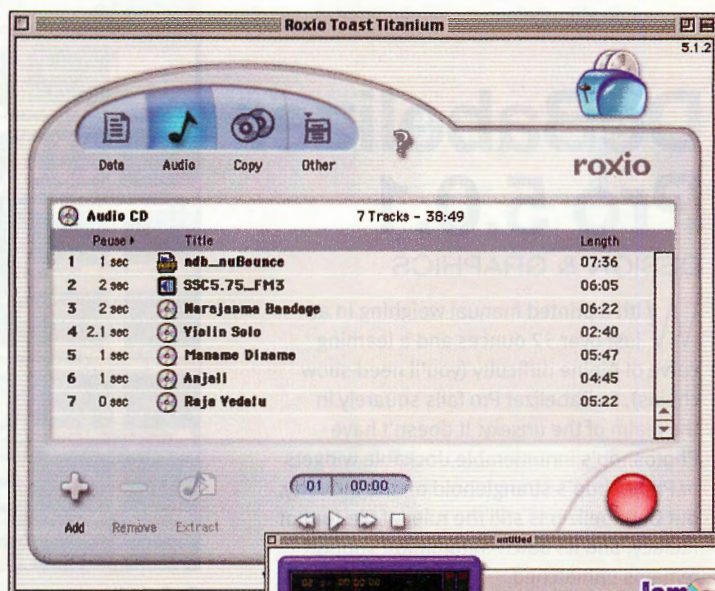 Roxio Toast Titanium
5.1.2
Data Audio Copy Other
roxio
Audio CD 7 Tracks - 38:49
Pause Title Length
1 1 sec ndb_nuBounce 07:36
2 2 sec SSC5.75_FM3 06:05
3 2 sec Narajanma Bandage 06:22
4 2.1 sec Violin Solo 02:40
5 1 sec Maname Diname 05:47
6 1 sec Anjali 04:45
7 0 sec Raja Vedalu 05:22
01 00:00
Add Remove Extract
untitled
Jam